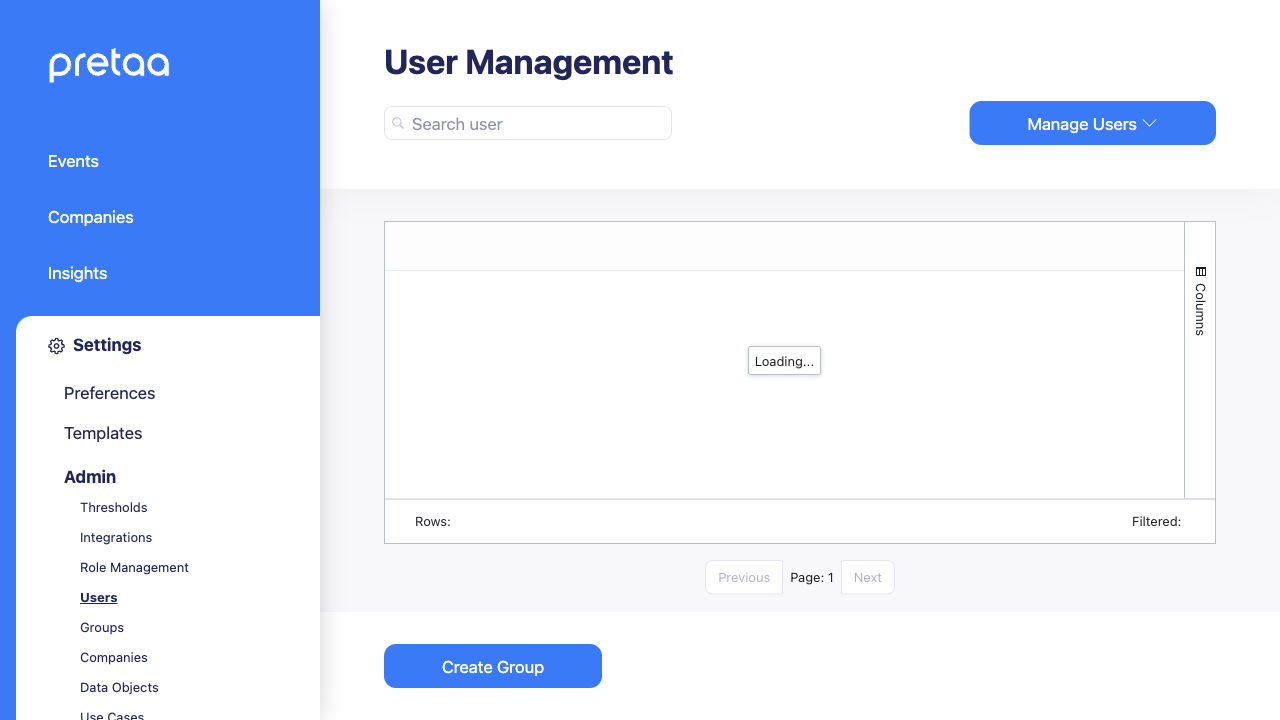 pretaa
Events
Companies
Insights
Settings
Preferences
Templates
Admin
Thresholds
Integrations
Role Management
Users
Groups
Companies
Data Objects
Use Cases
User Management
Search user
Manage Users
Columns
Loading...
Rows:
Filtered:
Previous
Page: 1
Next
Create Group